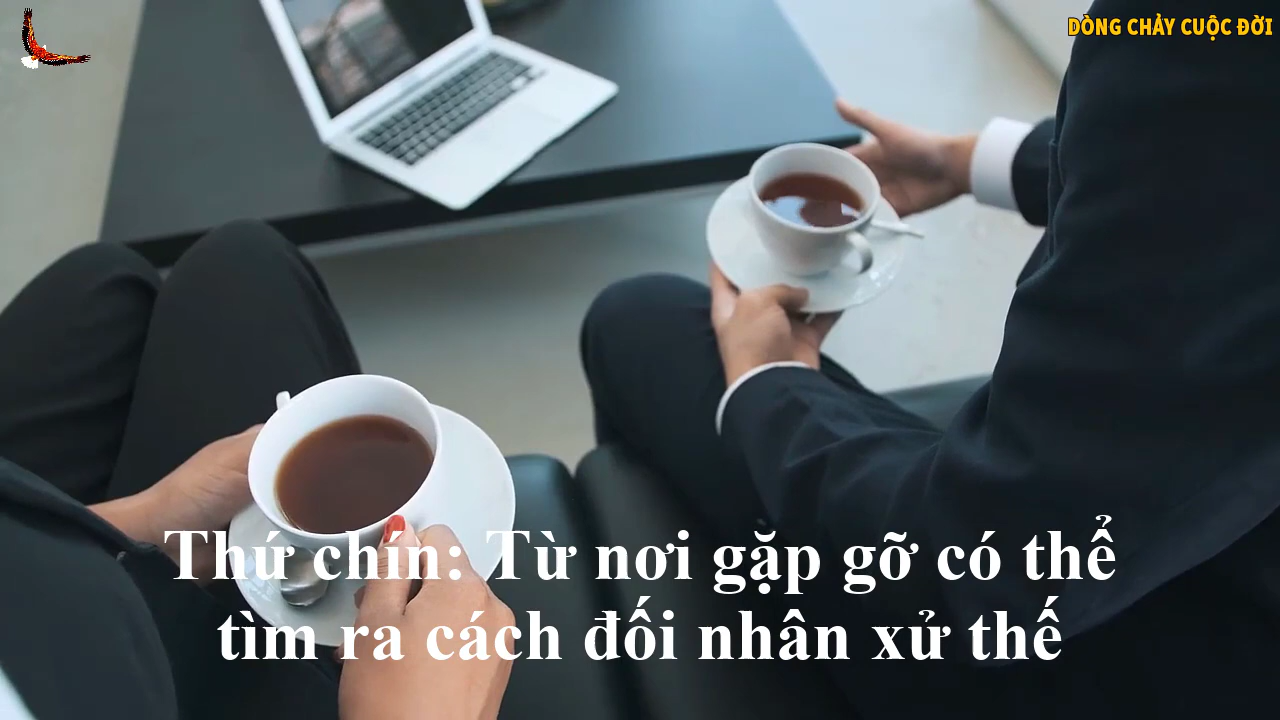 DÒNG CHẢY CUỘC ĐỜI
Thứ chín: Từ nơi gặp gỡ có thể
tìm ra cách đối nhân xử thế